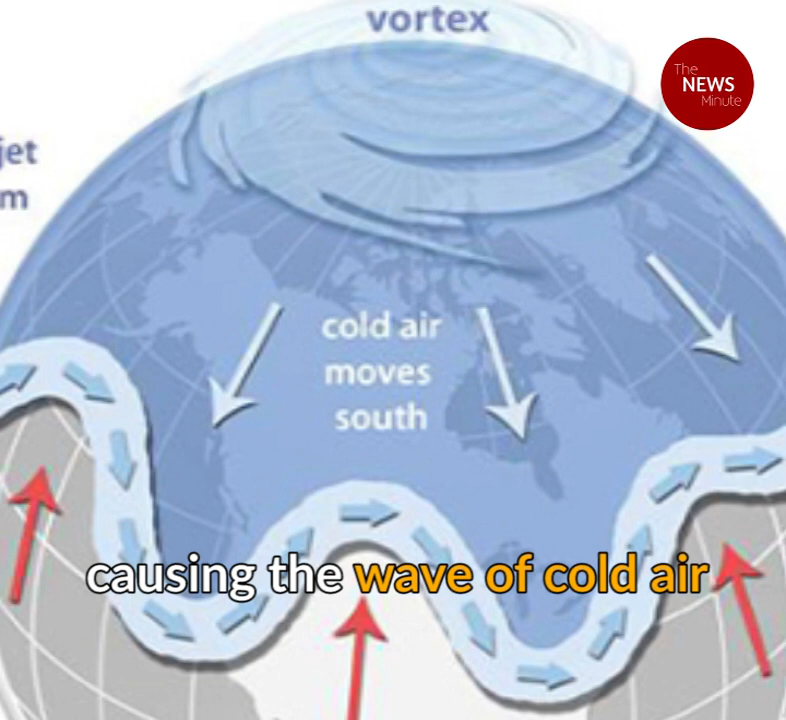 vortex
The
NEWS
Minute
jet
m
cold air
moves
south
causing the wave of cold air